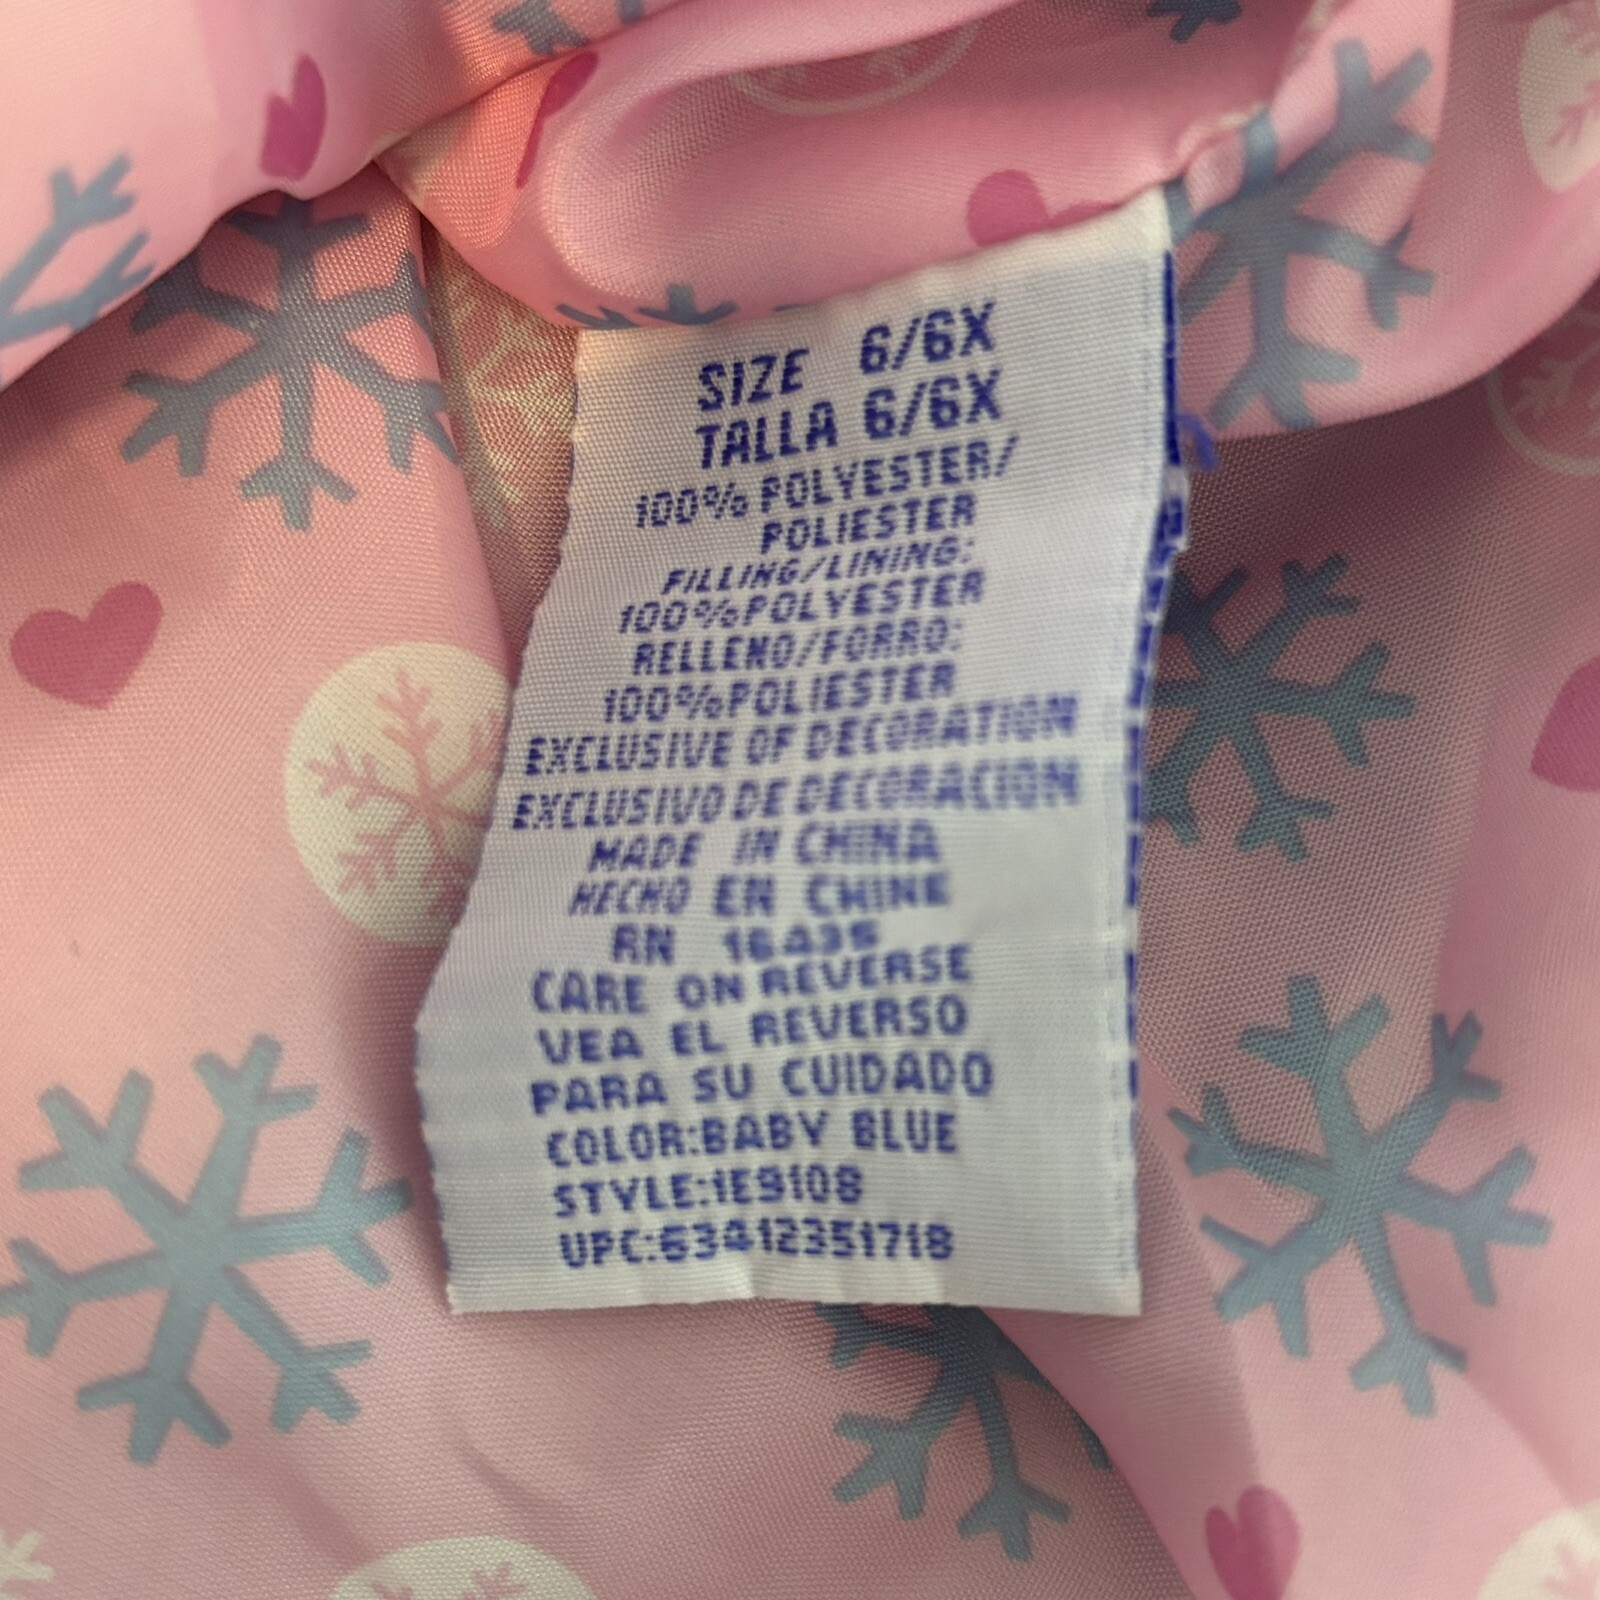 SIZE 6/6X
TALLA 6/6X
100% POLYESTER/
POLIESTER
FILLING/LINING:
100%POLYESTER
RELLENO/FORRO:
100%POLIESTER
EXCLUSIVE OF DECORATION
EXCLUSIVO DE DECORACION
MADE IN CHINA
HECHO EN CHINE
RN
CARE ON REVERSE
VEA EL REVERSO
PARA SU CUIDADO
COLOR:BABY BLUE
STYLE:1E9108
UPC:63412351718